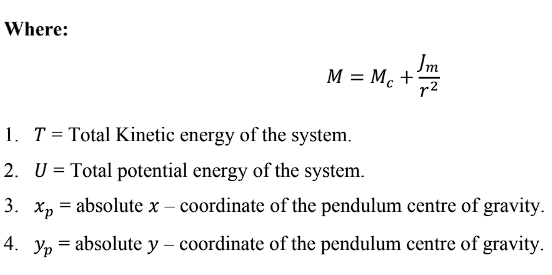 Where:
M = M_c + J_m / r^2
1. T = Total Kinetic energy of the system.
2. U = Total potential energy of the system.
3. x_p = absolute x – coordinate of the pendulum centre of gravity.
4. y_p = absolute y – coordinate of the pendulum centre of gravity.